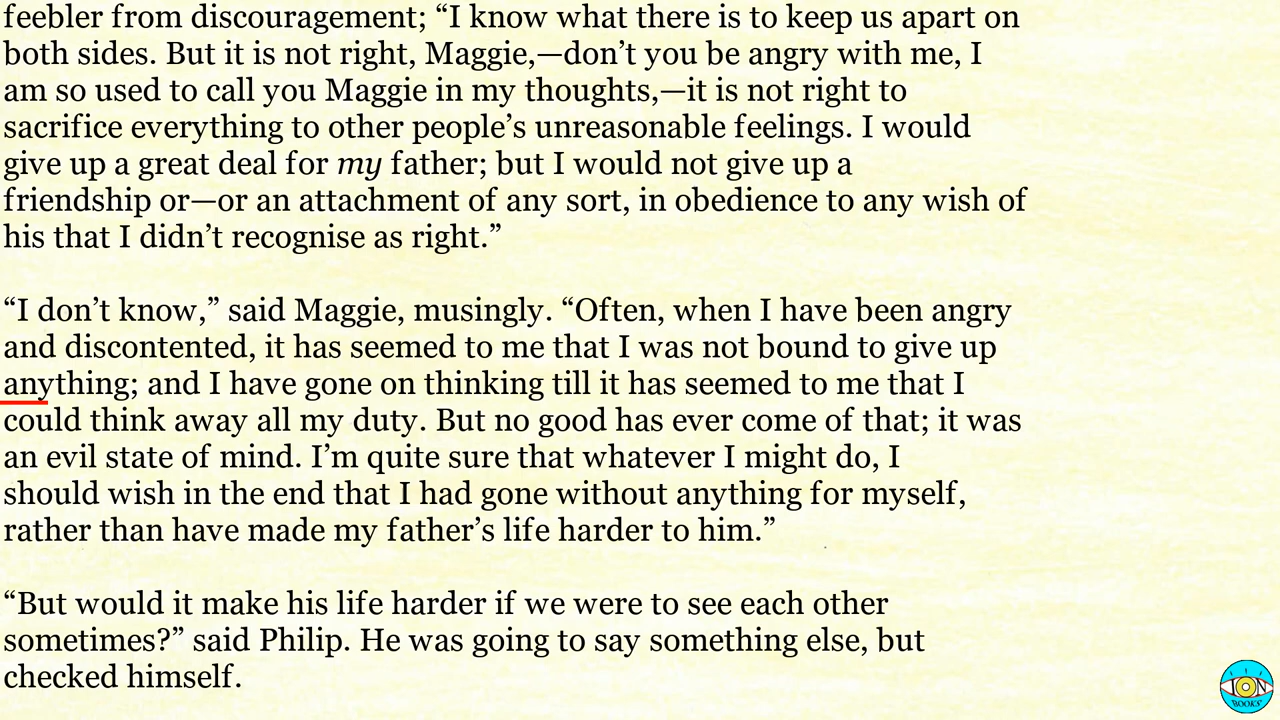 feebler from discouragement; “I know what there is to keep us apart on
both sides. But it is not right, Maggie,—don’t you be angry with me, I
am so used to call you Maggie in my thoughts,—it is not right to
sacrifice everything to other people’s unreasonable feelings. I would
give up a great deal for my father; but I would not give up a
friendship or—or an attachment of any sort, in obedience to any wish of
his that I didn’t recognise as right.”
“I don’t know,” said Maggie, musingly. “Often, when I have been angry
and discontented, it has seemed to me that I was not bound to give up
anything; and I have gone on thinking till it has seemed to me that I
could think away all my duty. But no good has ever come of that; it was
an evil state of mind. I’m quite sure that whatever I might do, I
should wish in the end that I had gone without anything for myself,
rather than have made my father’s life harder to him.”
“But would it make his life harder if we were to see each other
sometimes?” said Philip. He was going to say something else, but
checked himself.
ION
BOOKS